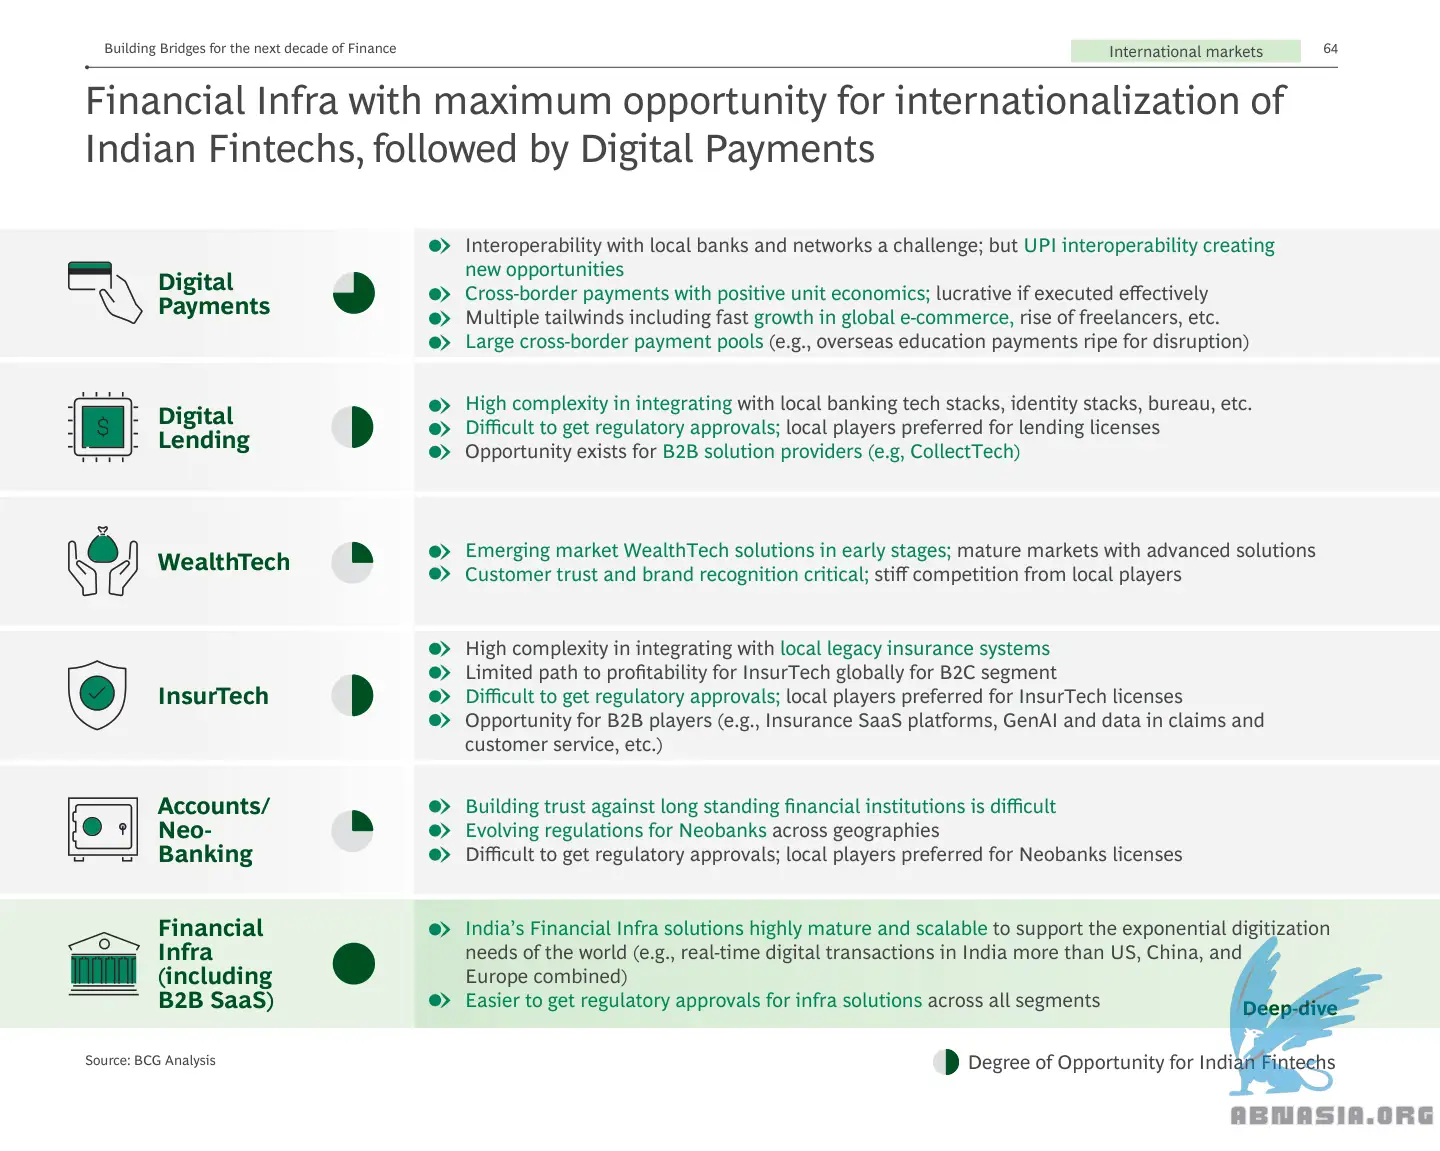 Building Bridges for the next decade of Finance
International markets
64
Financial Infra with maximum opportunity for internationalization of
Indian Fintechs, followed by Digital Payments
Digital
Payments
Interoperability with local banks and networks a challenge; but UPI interoperability creating
new opportunities
Cross-border payments with positive unit economics; lucrative if executed effectively
Multiple tailwinds including fast growth in global e-commerce, rise of freelancers, etc.
Large cross-border payment pools (e.g., overseas education payments ripe for disruption)
$
Digital
Lending
High complexity in integrating with local banking tech stacks, identity stacks, bureau, etc.
Difficult to get regulatory approvals; local players preferred for lending licenses
Opportunity exists for B2B solution providers (e.g, CollectTech)
WealthTech
Emerging market WealthTech solutions in early stages; mature markets with advanced solutions
Customer trust and brand recognition critical; stiff competition from local players
InsurTech
High complexity in integrating with local legacy insurance systems
Limited path to profitability for InsurTech globally for B2C segment
Difficult to get regulatory approvals; local players preferred for InsurTech licenses
Opportunity for B2B players (e.g., Insurance SaaS platforms, GenAI and data in claims and
customer service, etc.)
Accounts/
Neo-
Banking
Building trust against long standing financial institutions is difficult
Evolving regulations for Neobanks across geographies
Difficult to get regulatory approvals; local players preferred for Neobanks licenses
Financial
Infra
(including
B2B SaaS)
India's Financial Infra solutions highly mature and scalable to support the exponential digitization
needs of the world (e.g., real-time digital transactions in India more than US, China, and
Europe combined)
Easier to get regulatory approvals for infra solutions across all segments
Deep-dive
Source: BCG Analysis
Degree of Opportunity for Indian Fintechs
ABNASIA.ORG